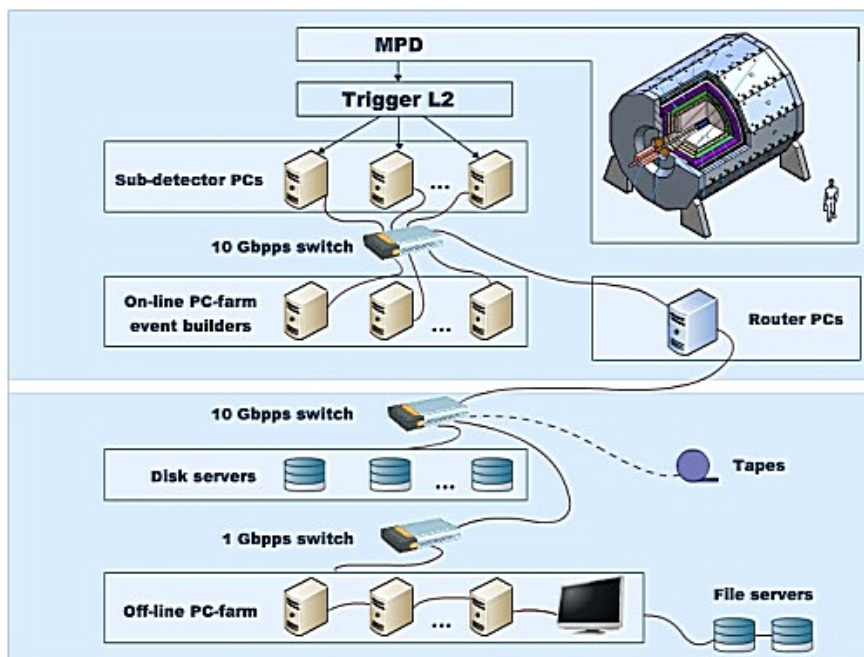 MPD
Trigger L2
Sub-detector PCs
...
10 Gbpps switch
On-line PC-farm
event builders
...
Router PCs
10 Gbpps switch
Disk servers
...
Tapes
1 Gbpps switch
Off-line PC-farm
...
File servers